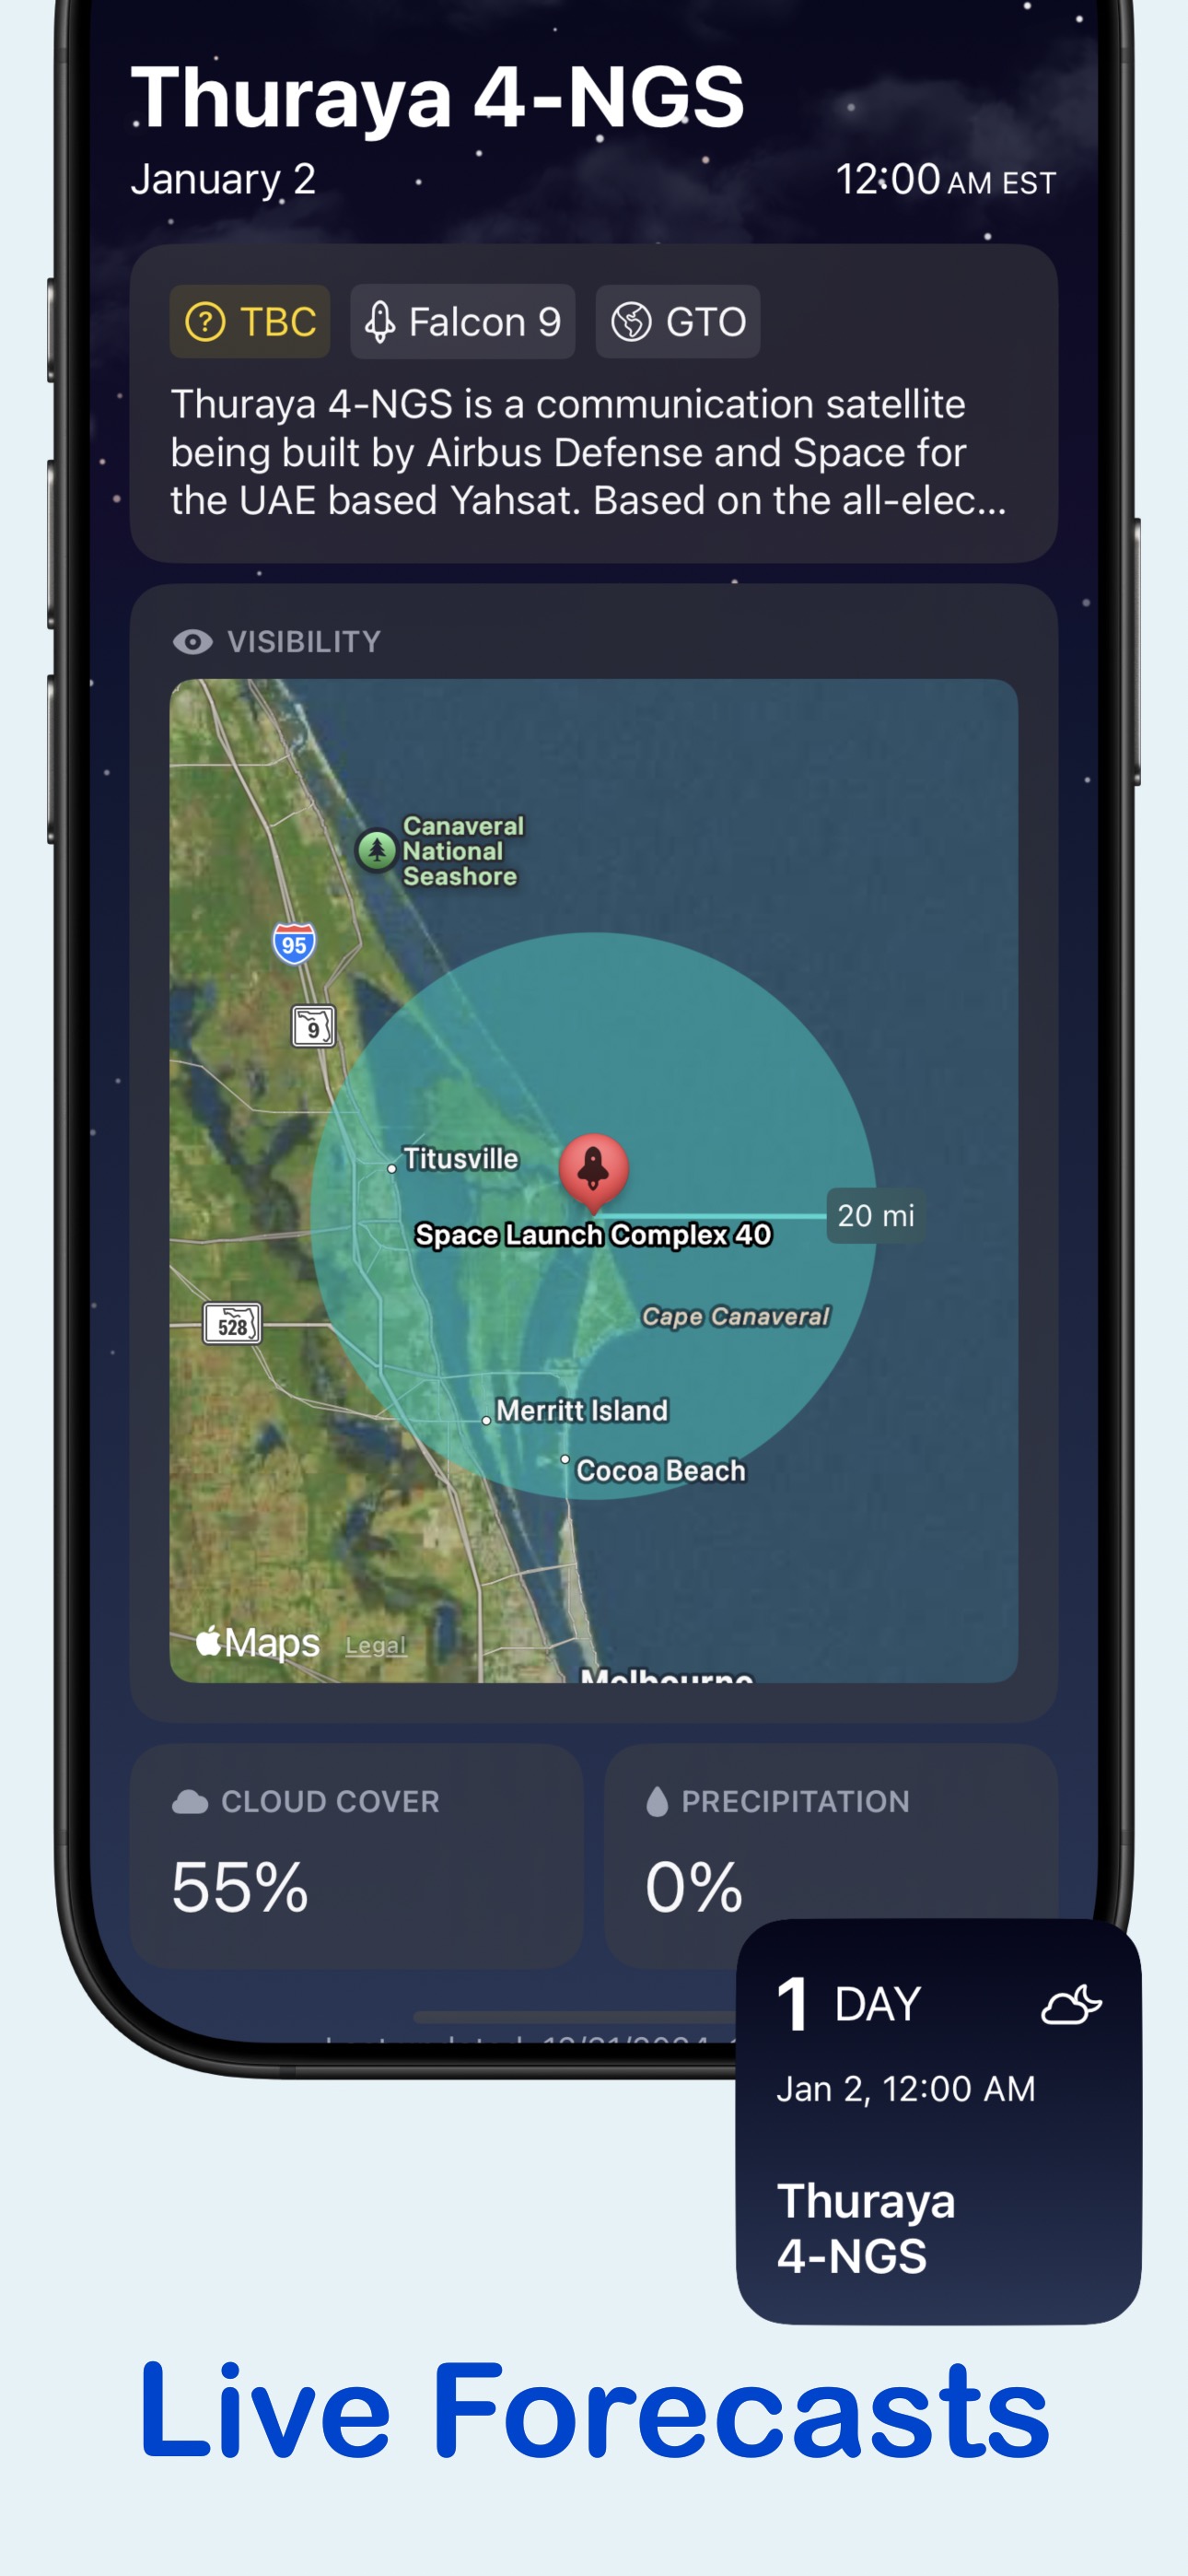 Thuraya 4-NGS
January 2
12:00 AM EST
TBC
Falcon 9
GTO
Thuraya 4-NGS is a communication satellite
being built by Airbus Defense and Space for
the UAE based Yahsat. Based on the all-elec...
VISIBILITY
Canaveral
National
Seashore
95
9
Titusville
20 mi
Space Launch Complex 40
Cape Canaveral
528
Merritt Island
Cocoa Beach
Maps
Legal
Melbourne
CLOUD COVER
55%
PRECIPITATION
0%
1 DAY
Jan 2, 12:00 AM
Thuraya
4-NGS
Live Forecasts